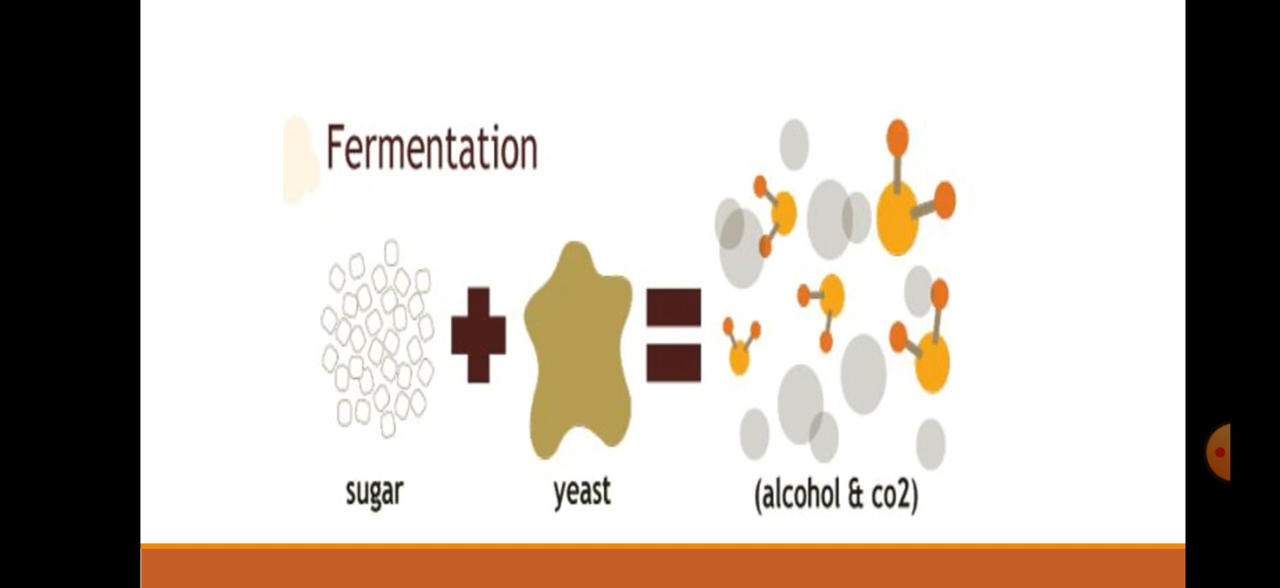 Fermentation
sugar
yeast
(alcohol & co2)